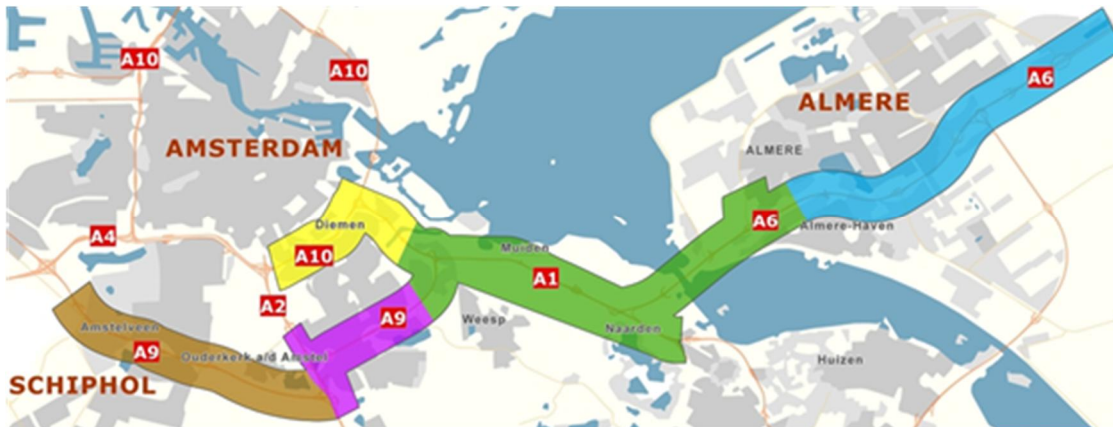 A10
A10
A6
ALMERE
AMSTERDAM
ALMERE
Diemen
A6
Almere-Haven
A4
A10
Muiden
A1
A2
A9
Weesp
Naarden
Amstelveen
A9
Ouderkerk a/d Amstel
Huizen
SCHIPHOL